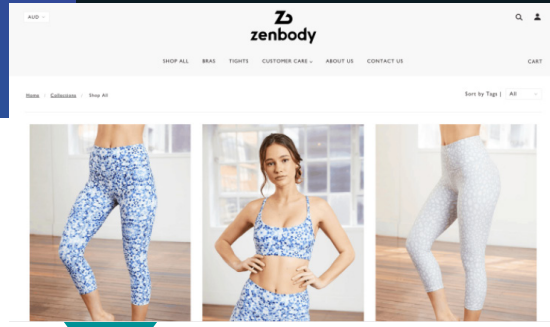 AUD
zenbody
SHOP ALL BRAS TIGHTS CUSTOMER CARE ABOUT US CONTACT US
CART
Home / Collections / Shop All
Sort by Tags | All